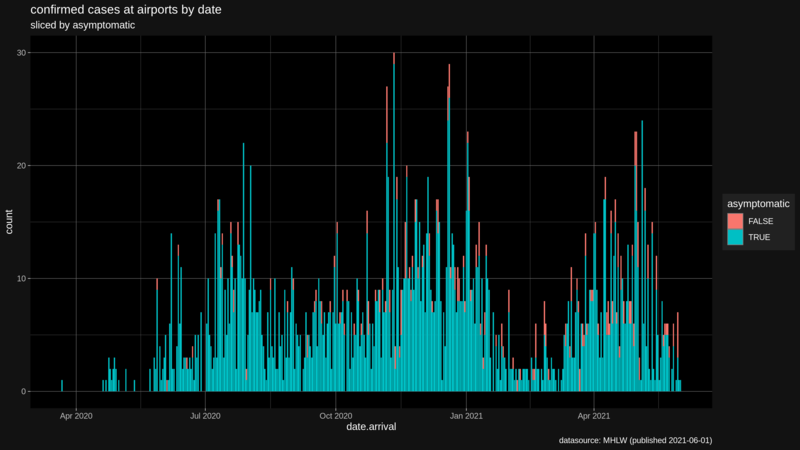 confirmed cases at airports by date
sliced by asymptomatic
30
20
10
0
count
Apr 2020
Jul 2020
Oct 2020
Jan 2021
Apr 2021
date.arrival
asymptomatic
FALSE
TRUE
datasource: MHLW (published 2021-06-01)